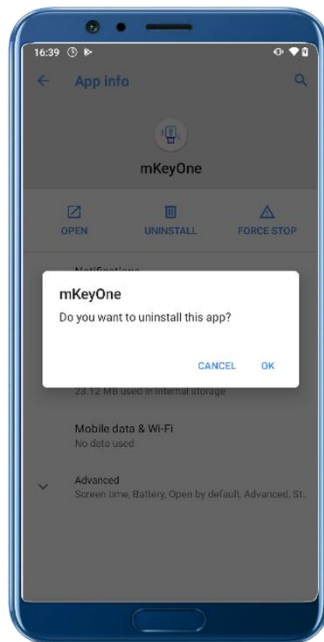 16:39
App info
mKeyOne
OPEN UNINSTALL FORCE STOP
Notifications
mKeyOne
Do you want to uninstall this app?
CANCEL OK
23.12 MB used in internal storage
Mobile data & Wi-Fi
No data used
Advanced
Screen time, Battery, Open by default, Advanced, St..